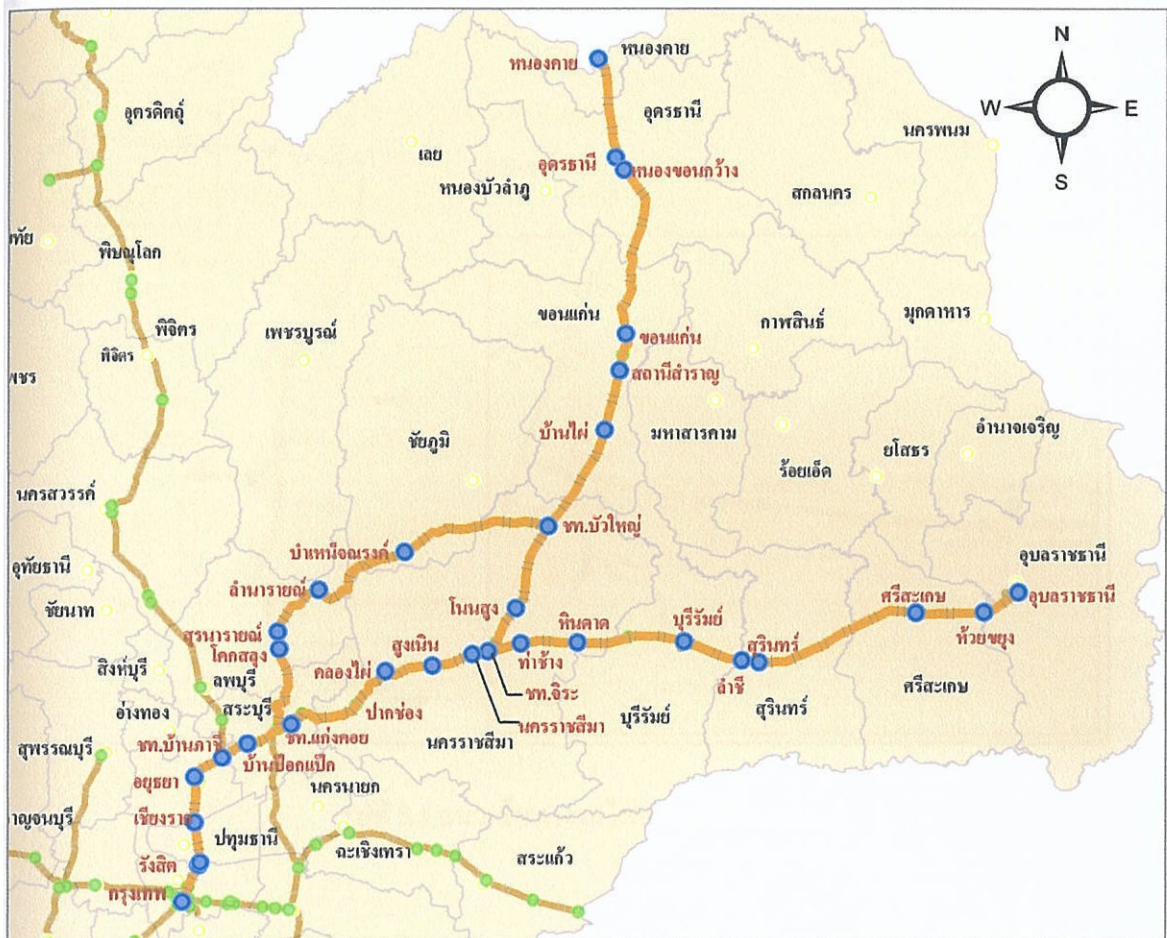 หนองคาย
หนองคาย
N
W
E
S
อุตรดิตถ์
อุดรธานี
นครพนม
เลย
อุดรธานี
หนองขอนกว้าง
หนองบัวลำภู
สกลนคร
ทัย
พิษณุโลก
ขอนแก่น
กาฬสินธุ์
มุกดาหาร
เพชรบูรณ์
พิจิตร
ขอนแก่น
พิจิตร
สถานีสำราญ
พชร
บ้านไผ่
มหาสารคาม
อำนาจเจริญ
ชัยภูมิ
ยโสธร
ร้อยเอ็ด
นครสวรรค์
ชท.บัวใหญ่
บำเหน็จณรงค์
อุบลราชธานี
อุทัยธานี
ลำนารายณ์
อุบลราชธานี
ชัยนาท
โนนสูง
ศรีสะเกษ
สุรนารายณ์
หินดาด
บุรีรัมย์
ห้วยขยุง
โคกสลุง
สูงเนิน
ท่าช้าง
สุรินทร์
สิงห์บุรี
คลองไผ่
ลำชี
ลพบุรี
ชท.จิระ
ศรีสะเกษ
อ่างทอง
สระบุรี
ปากช่อง
นครราชสีมา
บุรีรัมย์
สุรินทร์
สุพรรณบุรี
ชท.บ้านภาชี
ชท.แก่งคอย
นครราชสีมา
บ้านป๊อกแป๊ก
อยุธยา
นครนายก
าญจนบุรี
เชียงราก
ปทุมธานี
ฉะเชิงเทรา
สระแก้ว
รังสิต
กรุงเทพ